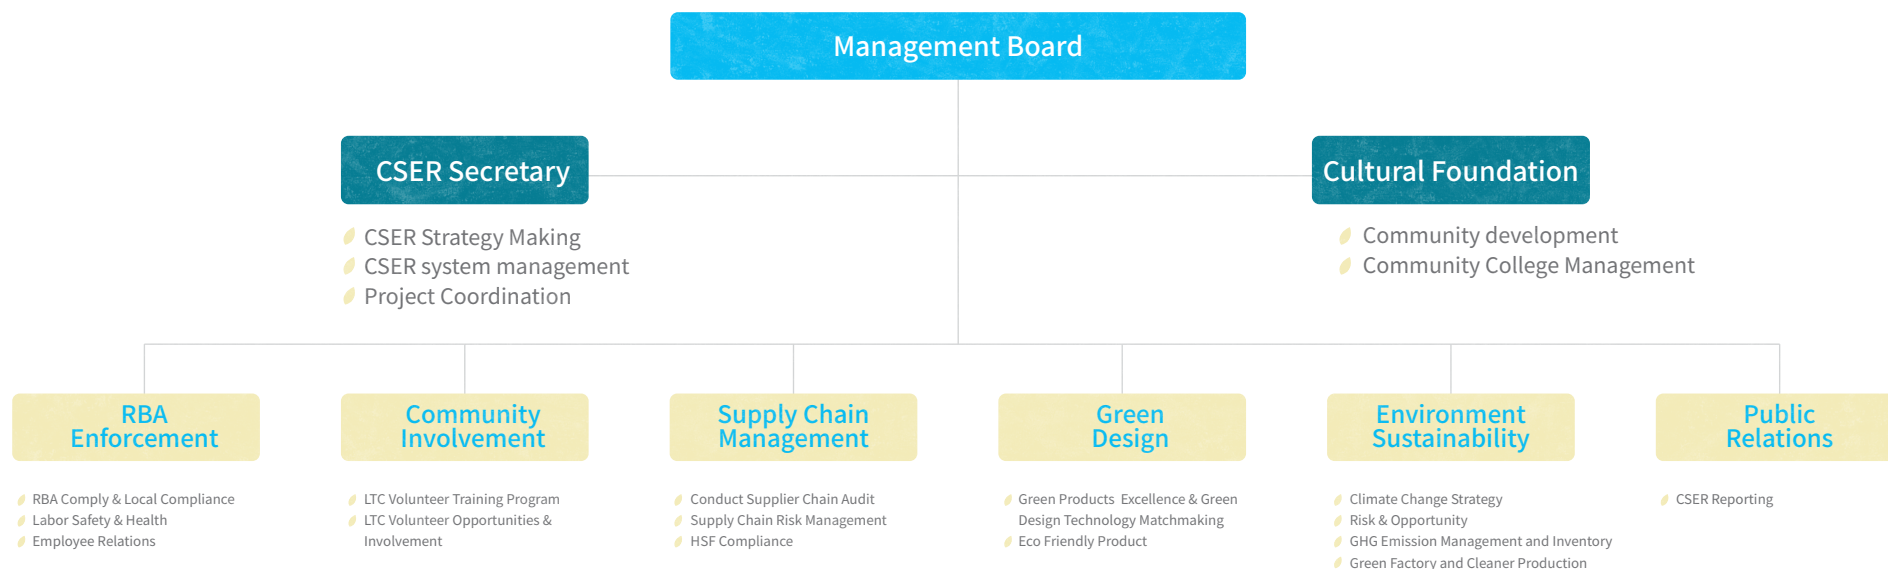 Management Board
CSER Secretary
Cultural Foundation
CSER Strategy Making
CSER system management
Project Coordination
Community development
Community College Management
RBA
Enforcement
Community
Involvement
Supply Chain
Management
Green
Design
Environment
Sustainability
Public
Relations
RBA Comply & Local Compliance
Labor Safety & Health
Employee Relations
LTC Volunteer Training Program
LTC Volunteer Opportunities &
Involvement
Conduct Supplier Chain Audit
Supply Chain Risk Management
HSF Compliance
Green Products Excellence & Green
Design Technology Matchmaking
Eco Friendly Product
Climate Change Strategy
Risk & Opportunity
GHG Emission Management and Inventory
Green Factory and Cleaner Production
CSER Reporting